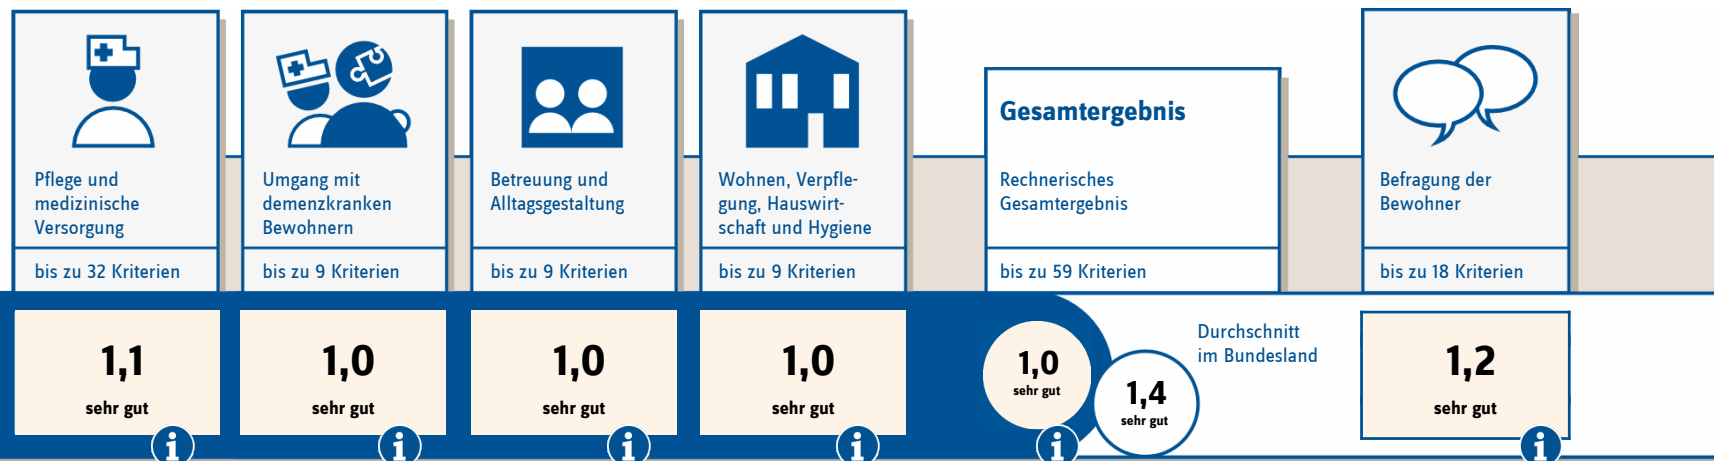 Pflege und
medizinische
Versorgung
bis zu 32 Kriterien
1,1
sehr gut
Umgang mit
demenzkranken
Bewohnern
bis zu 9 Kriterien
1,0
sehr gut
Betreuung und
Alltagsgestaltung
bis zu 9 Kriterien
1,0
sehr gut
Wohnen, Verpfle-
gung, Hauswirt-
schaft und Hygiene
bis zu 9 Kriterien
1,0
sehr gut
Gesamtergebnis
Rechnerisches
Gesamtergebnis
bis zu 59 Kriterien
1,0
sehr gut
Durchschnitt
im Bundesland
1,4
sehr gut
Befragung der
Bewohner
bis zu 18 Kriterien
1,2
sehr gut